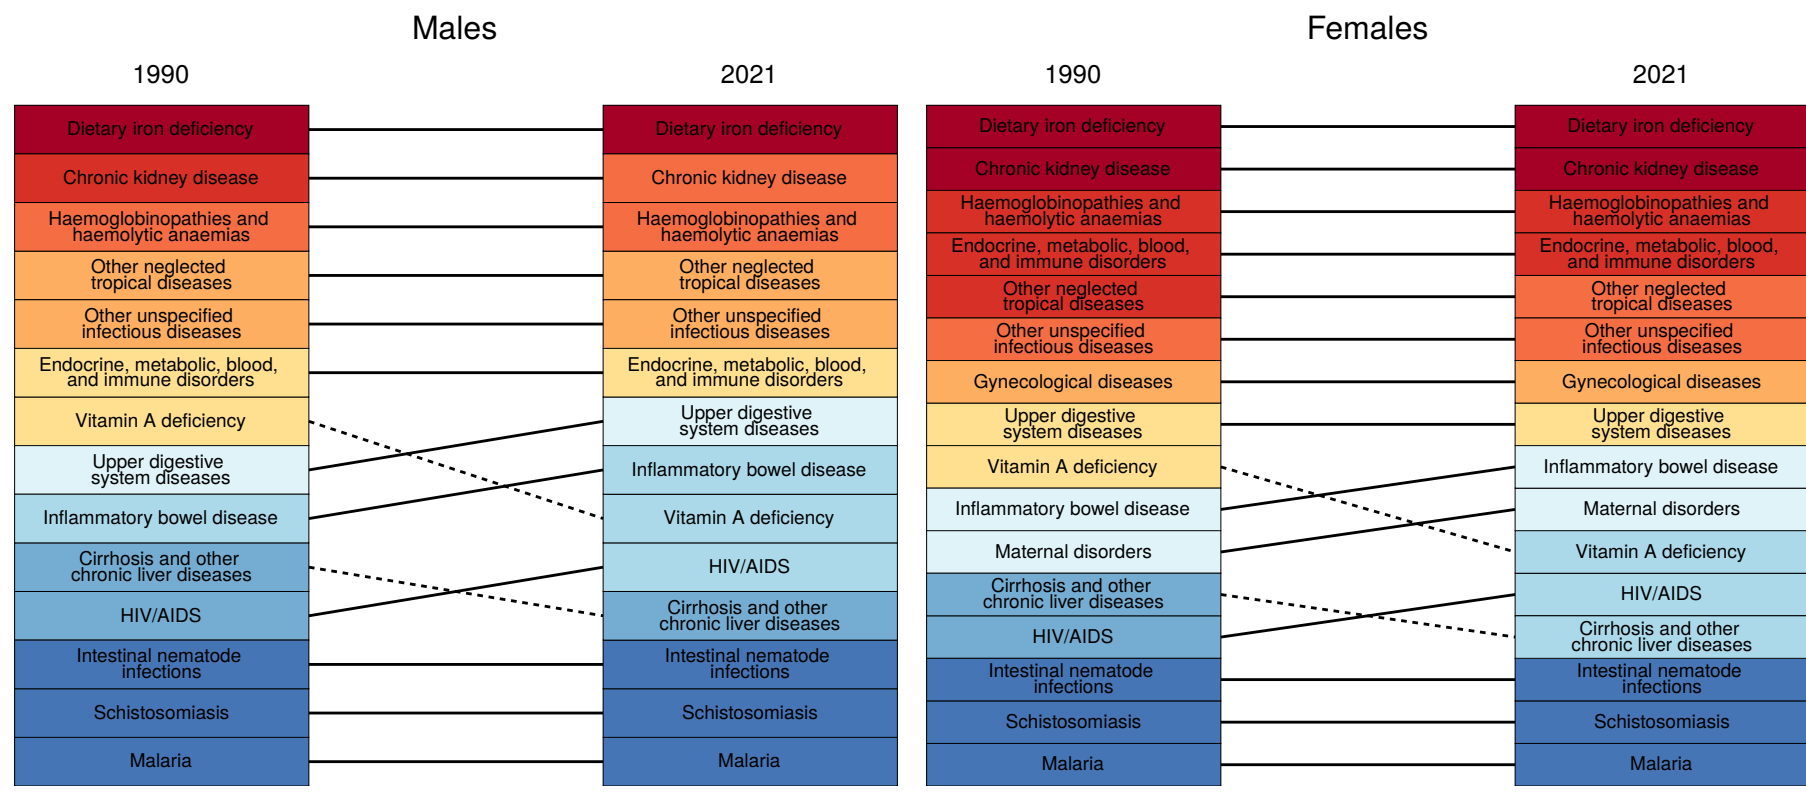 Males
1990
2021
Dietary iron deficiency
Chronic kidney disease
Haemoglobinopathies and
haemolytic anaemias
Other neglected
tropical diseases
Other unspecified
infectious diseases
Endocrine, metabolic, blood,
and immune disorders
Vitamin A deficiency
Upper digestive
system diseases
Inflammatory bowel disease
Cirrhosis and other
chronic liver diseases
HIV/AIDS
Intestinal nematode
infections
Schistosomiasis
Malaria
Dietary iron deficiency
Chronic kidney disease
Haemoglobinopathies and
haemolytic anaemias
Other neglected
tropical diseases
Other unspecified
infectious diseases
Endocrine, metabolic, blood,
and immune disorders
Upper digestive
system diseases
Inflammatory bowel disease
Vitamin A deficiency
HIV/AIDS
Cirrhosis and other
chronic liver diseases
Intestinal nematode
infections
Schistosomiasis
Malaria
Females
1990
2021
Dietary iron deficiency
Chronic kidney disease
Haemoglobinopathies and
haemolytic anaemias
Endocrine, metabolic, blood,
and immune disorders
Other neglected
tropical diseases
Other unspecified
infectious diseases
Gynecological diseases
Upper digestive
system diseases
Vitamin A deficiency
Inflammatory bowel disease
Maternal disorders
Cirrhosis and other
chronic liver diseases
HIV/AIDS
Intestinal nematode
infections
Schistosomiasis
Malaria
Dietary iron deficiency
Chronic kidney disease
Haemoglobinopathies and
haemolytic anaemias
Endocrine, metabolic, blood,
and immune disorders
Other neglected
tropical diseases
Other unspecified
infectious diseases
Gynecological diseases
Upper digestive
system diseases
Inflammatory bowel disease
Maternal disorders
Vitamin A deficiency
HIV/AIDS
Cirrhosis and other
chronic liver diseases
Intestinal nematode
infections
Schistosomiasis
Malaria